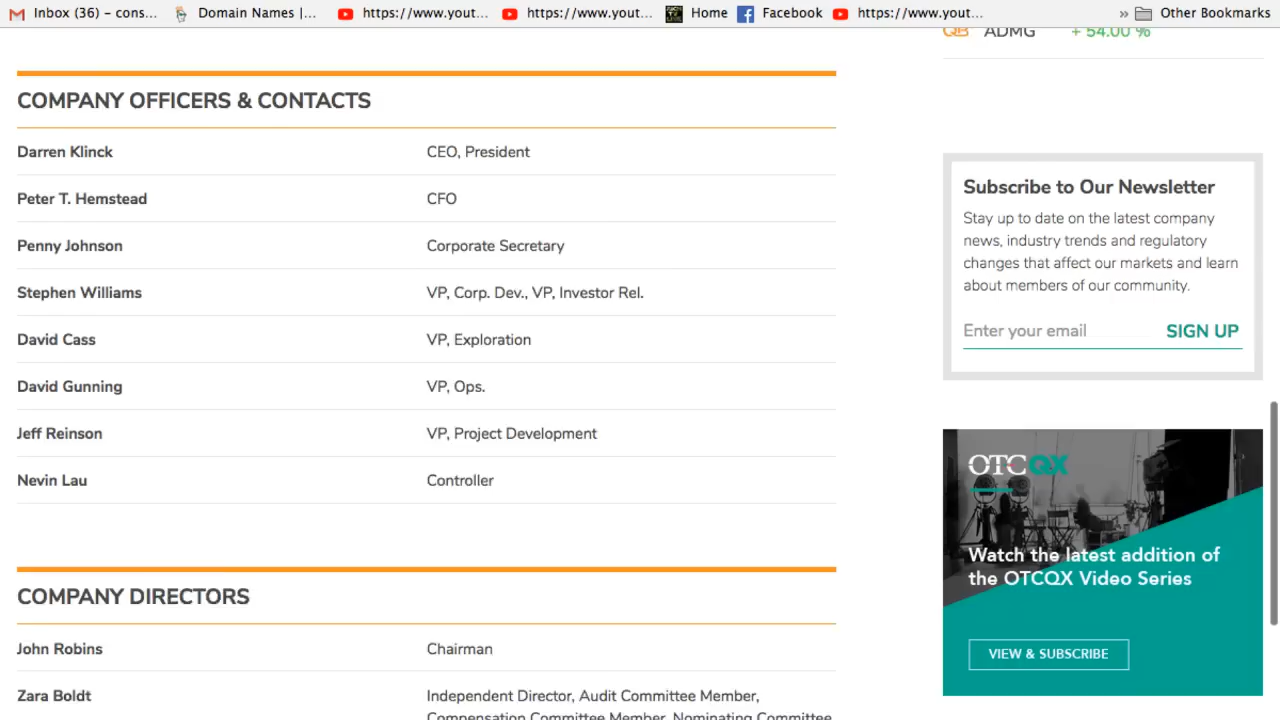 Inbox (36) – cons...
Domain Names |...
https://www.yout...
https://www.yout...
Home
Facebook
https://www.yout...
»
Other Bookmarks
QB ADMG + 54.00 %
COMPANY OFFICERS & CONTACTS
Darren Klinck CEO, President
Peter T. Hemstead CFO
Penny Johnson Corporate Secretary
Stephen Williams VP, Corp. Dev., VP, Investor Rel.
David Cass VP, Exploration
David Gunning VP, Ops.
Jeff Reinson VP, Project Development
Nevin Lau Controller
COMPANY DIRECTORS
John Robins Chairman
Zara Boldt Independent Director, Audit Committee Member,
Compensation Committee Member, Nominating Committee
Subscribe to Our Newsletter
Stay up to date on the latest company
news, industry trends and regulatory
changes that affect our markets and learn
about members of our community.
Enter your email SIGN UP
OTCQX
Watch the latest addition of
the OTCQX Video Series
VIEW & SUBSCRIBE